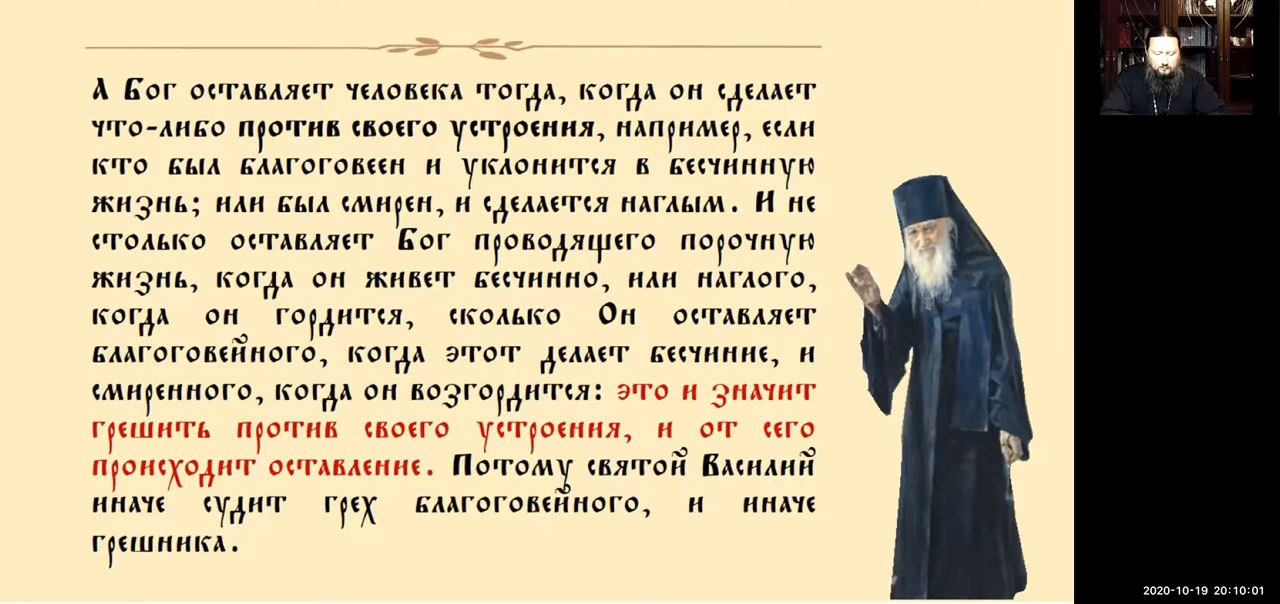 А Бог оставляет человека тогда, когда он сделает
что-либо против своего устроения, например, если
кто был благоговеен и уклонится в бесчинную
жизнь; или был смирен, и сделается наглым. И не
столько оставляет Бог проводящего порочную
жизнь, когда он живет бесчинно, или наглого,
когда он гордится, сколько Он оставляет
благоговейного, когда этот делает бесчиние, и
смиренного, когда он возгордится: это и значит
грешить против своего устроения, и от сего
происходит оставление. Потому святой Василий
иначе судит грех благоговейного, и иначе
грешника.
2020-10-19 20:10:01